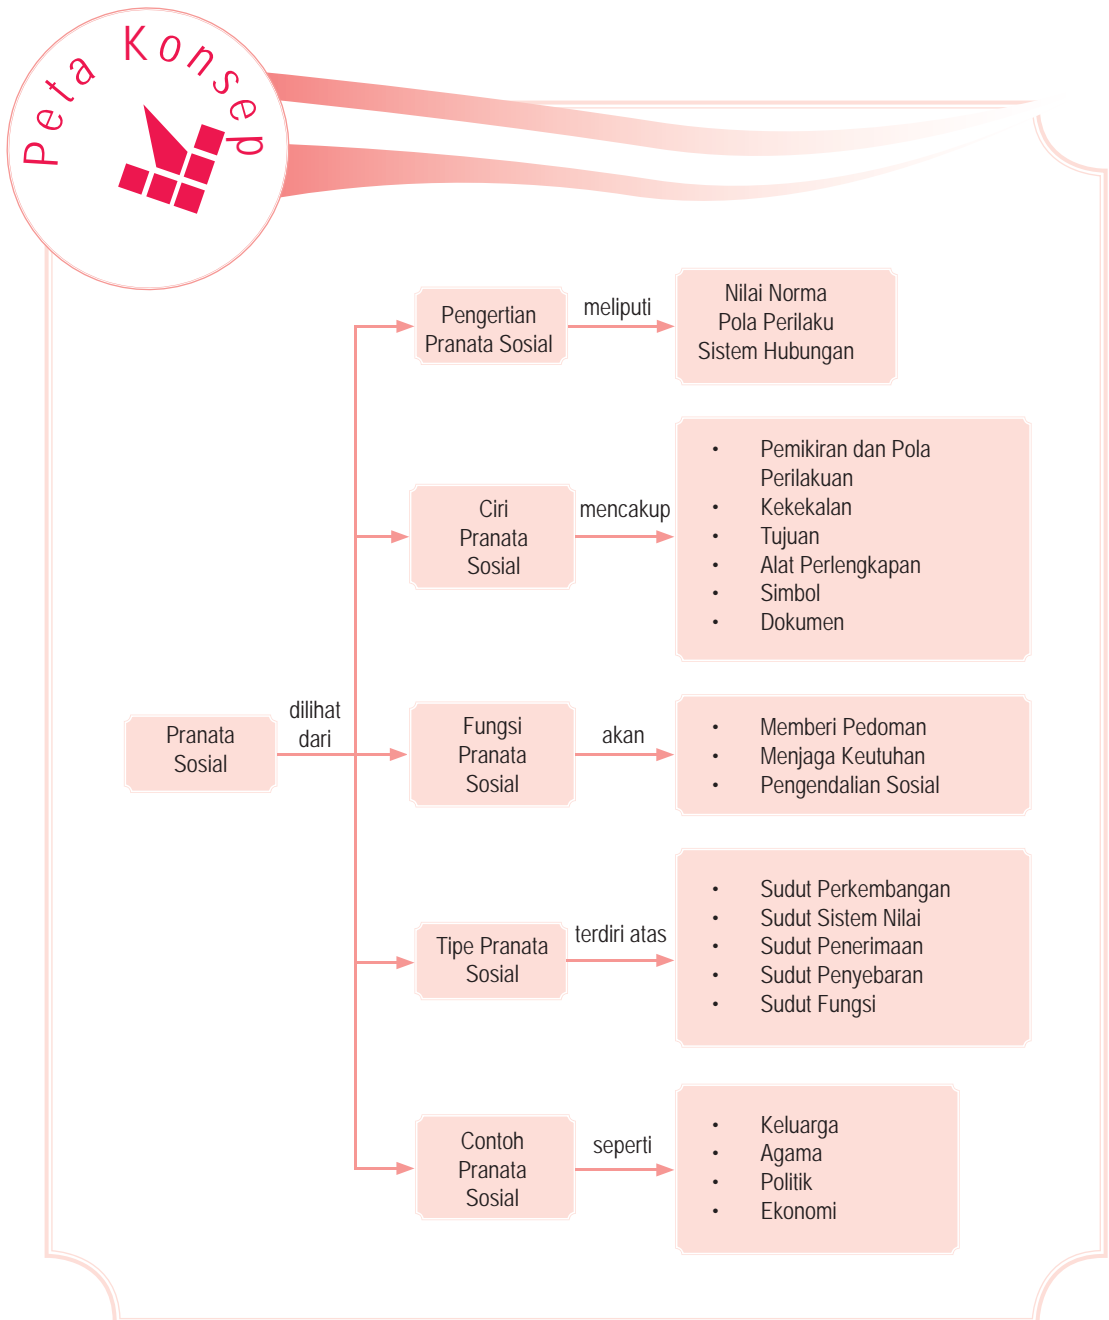 Peta Konsep
Pengertian
Pranata Sosial
meliputi
Nilai Norma
Pola Perilaku
Sistem Hubungan
Ciri
Pranata
Sosial
mencakup
• Pemikiran dan Pola
Perilakuan
• Kekekalan
• Tujuan
• Alat Perlengkapan
• Simbol
• Dokumen
Pranata
Sosial
dilihat
dari
Fungsi
Pranata
Sosial
akan
• Memberi Pedoman
• Menjaga Keutuhan
• Pengendalian Sosial
Tipe Pranata
Sosial
terdiri atas
• Sudut Perkembangan
• Sudut Sistem Nilai
• Sudut Penerimaan
• Sudut Penyebaran
• Sudut Fungsi
Contoh
Pranata
Sosial
seperti
• Keluarga
• Agama
• Politik
• Ekonomi